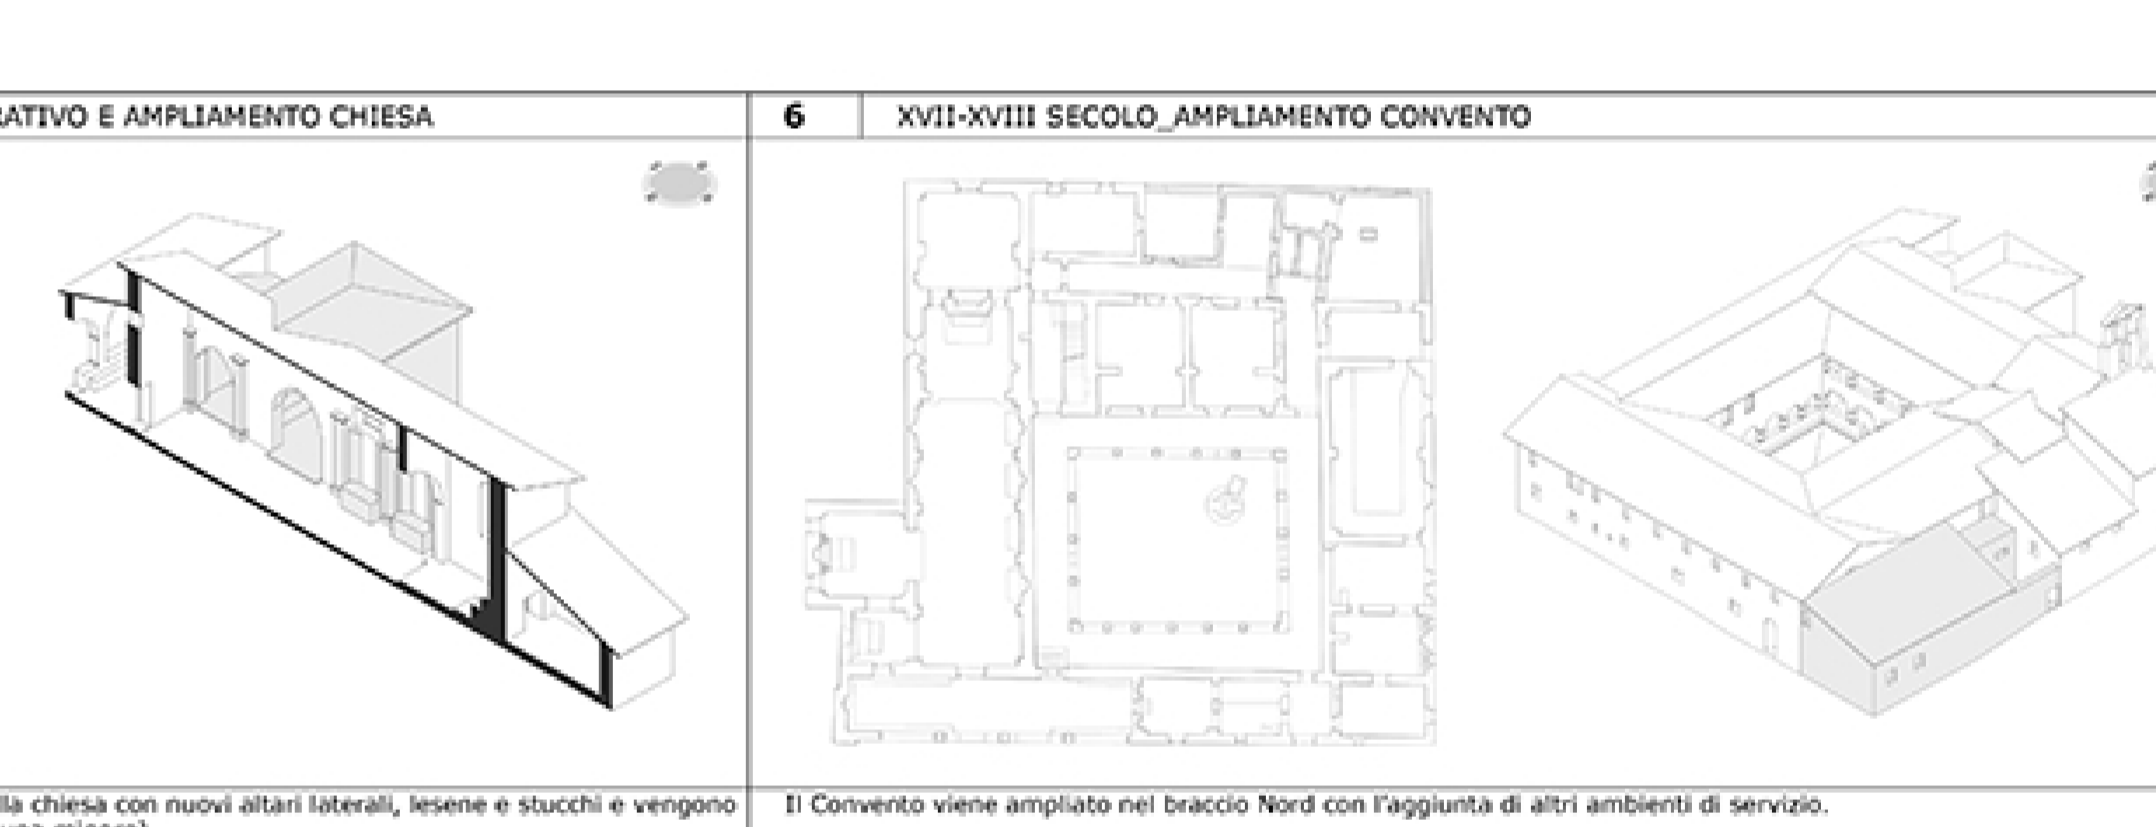 RATIVO E AMPLIAMENTO CHIESA
6 XVII-XVIII SECOLO_AMPLIAMENTO CONVENTO
lla chiesa con nuovi altari laterali, lesene e stucchi e vengono
Il Convento viene ampliato nel braccio Nord con l'aggiunta di altri ambienti di servizio.